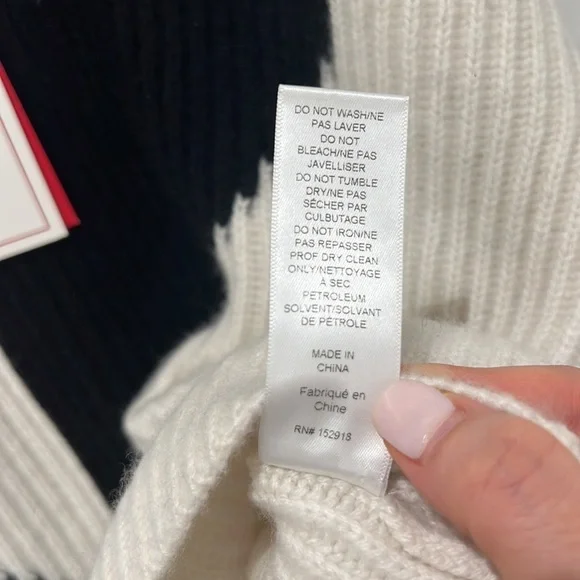 DO NOT WASH/NE
PAS LAVER
DO NOT
BLEACH/NE PAS
JAVELLISER
DO NOT TUMBLE
DRY/NE PAS
SÉCHER PAR
CULBUTAGE
DO NOT IRON/NE
PAS REPASSER
PROF DRY CLEAN
ONLY/NETTOYAGE
À SEC
PETROLEUM
SOLVENT/SOLVANT
DE PÉTROLE
MADE IN
CHINA
Fabriqué en
Chine
RN# 152918